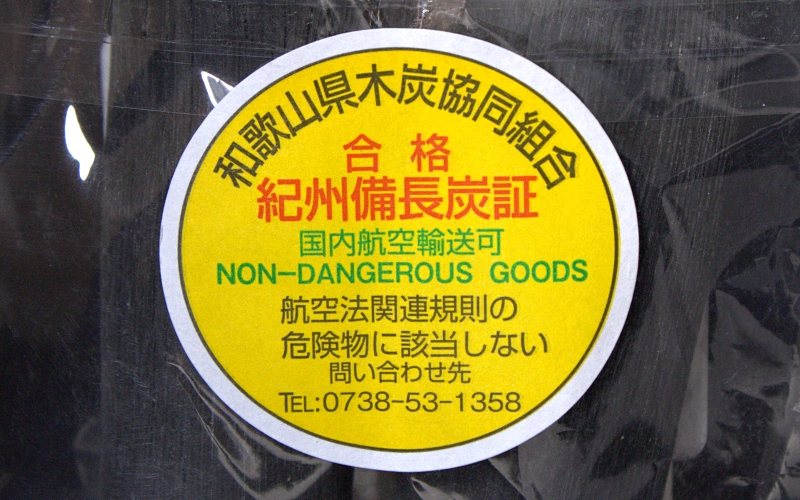 和歌山県木炭協同組合
合格
紀州備長炭証
国内航空輸送可
NON-DANGEROUS GOODS
航空法関連規則の
危険物に該当しない
問い合わせ先
TEL:0738-53-1358